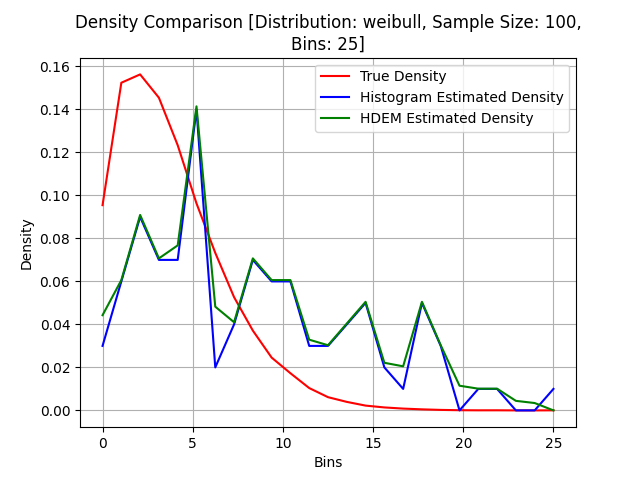 Density Comparison [Distribution: weibull, Sample Size: 100,
Bins: 25]
True Density
Histogram Estimated Density
HDEM Estimated Density
Density
0.16
0.14
0.12
0.10
0.08
0.06
0.04
0.02
0.00
0 5 10 15 20 25
Bins